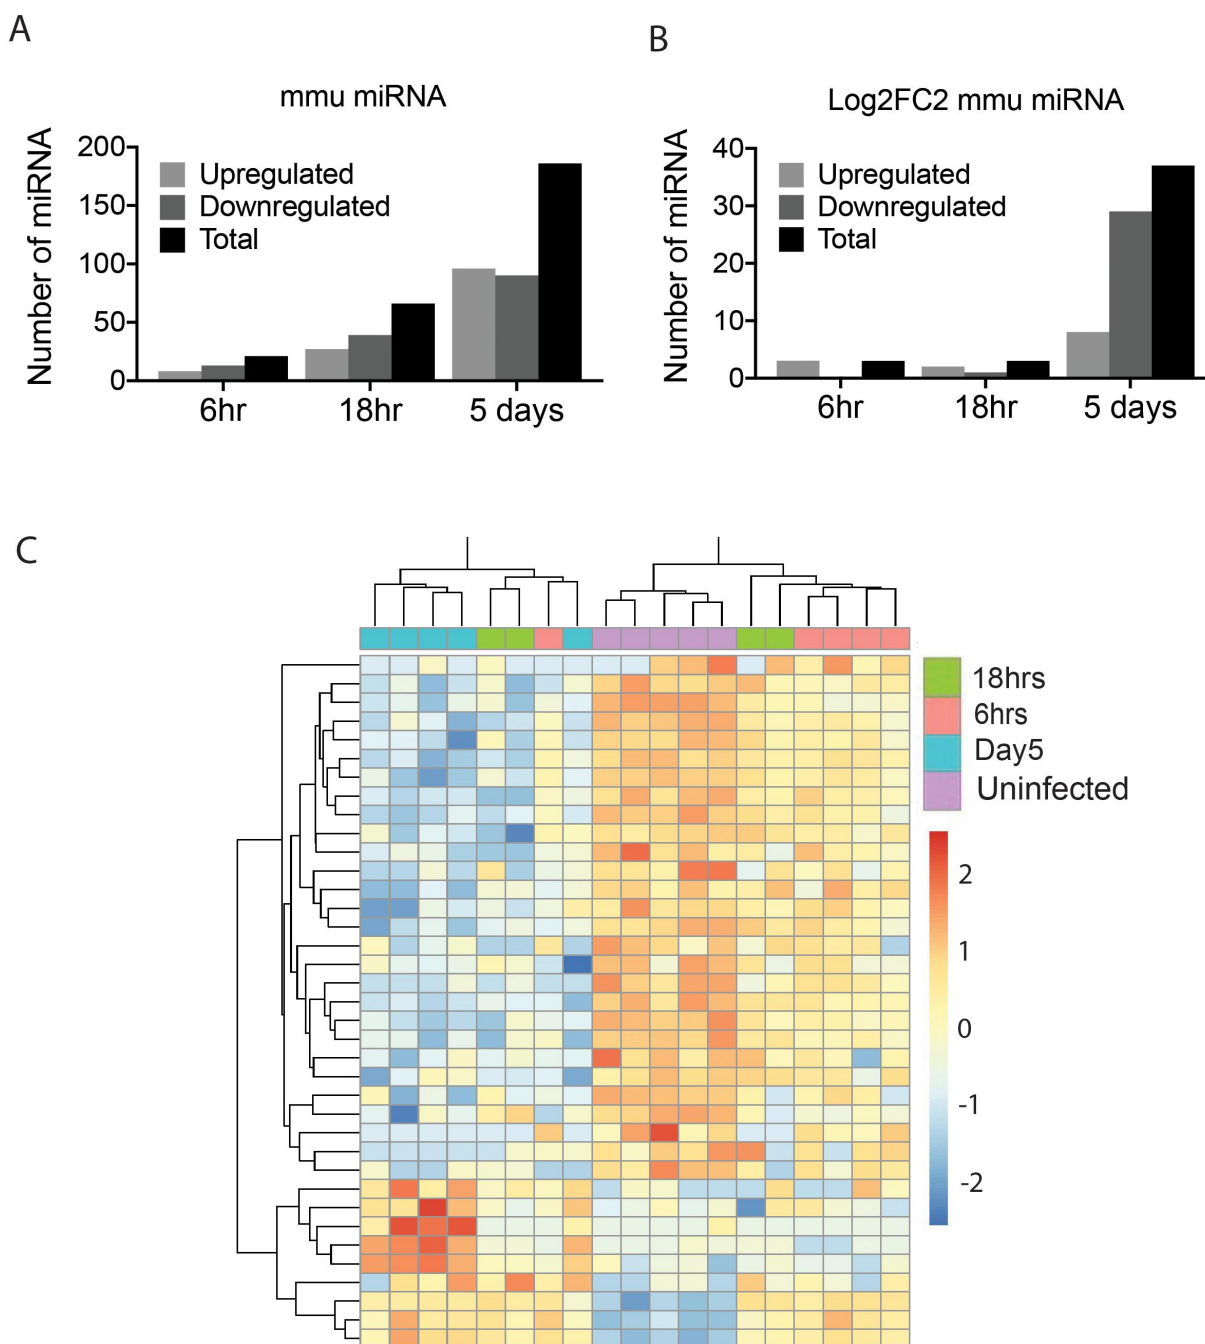 A
mmu miRNA
Number of miRNA
200
150
100
50
0
Upregulated
Downregulated
Total
6hr
18hr
5 days
B
Log2FC2 mmu miRNA
Number of miRNA
40
30
20
10
0
Upregulated
Downregulated
Total
6hr
18hr
5 days
C
18hrs
6hrs
Day5
Uninfected
2
1
0
-1
-2